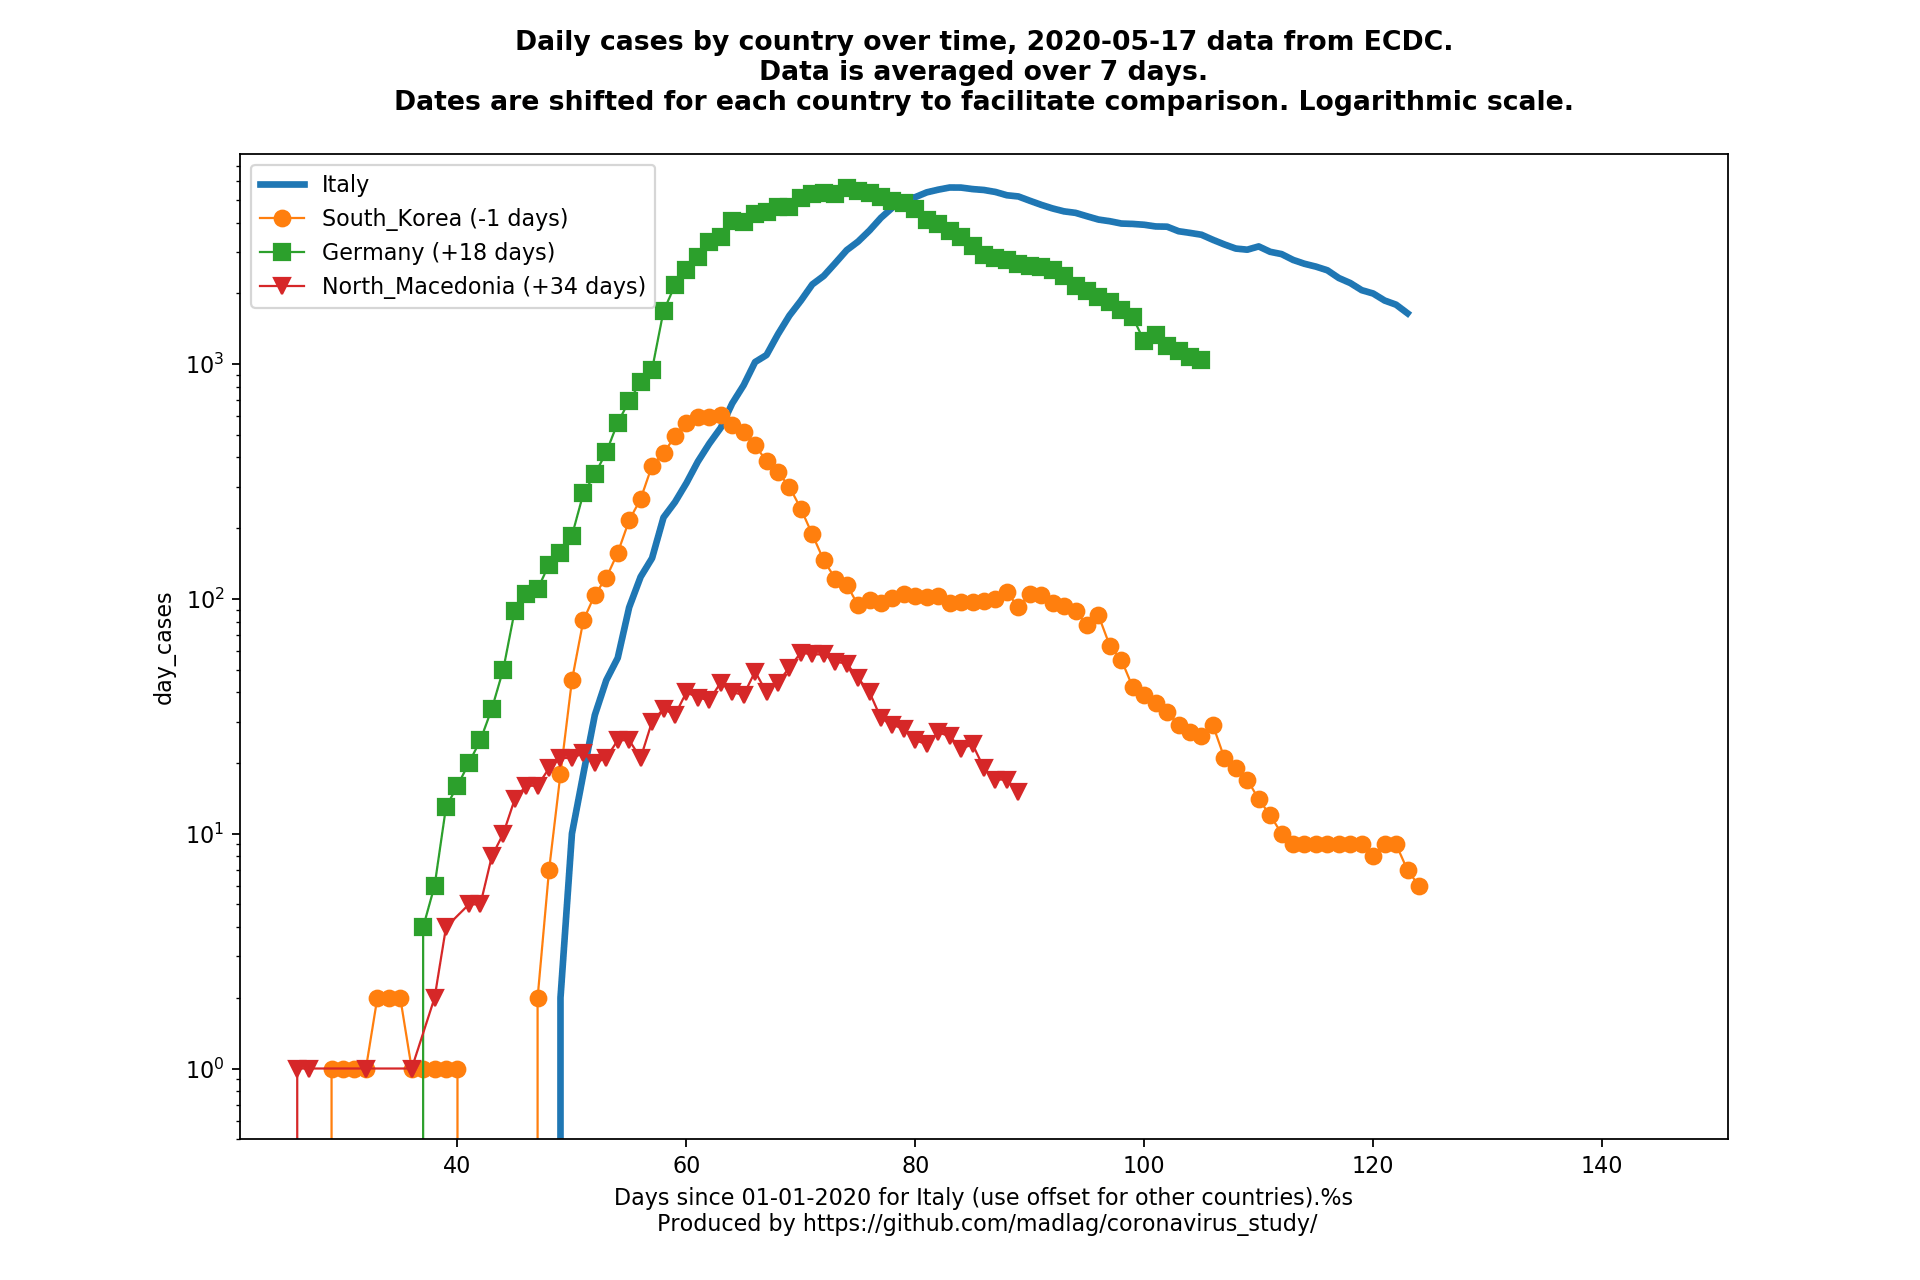 Daily cases by country over time, 2020-05-17 data from ECDC.
Data is averaged over 7 days.
Dates are shifted for each country to facilitate comparison. Logarithmic scale.
Italy
South_Korea (-1 days)
Germany (+18 days)
North_Macedonia (+34 days)
day_cases
10³
10²
10¹
10⁰
40 60 80 100 120 140
Days since 01-01-2020 for Italy (use offset for other countries).%s
Produced by https://github.com/madlag/coronavirus_study/